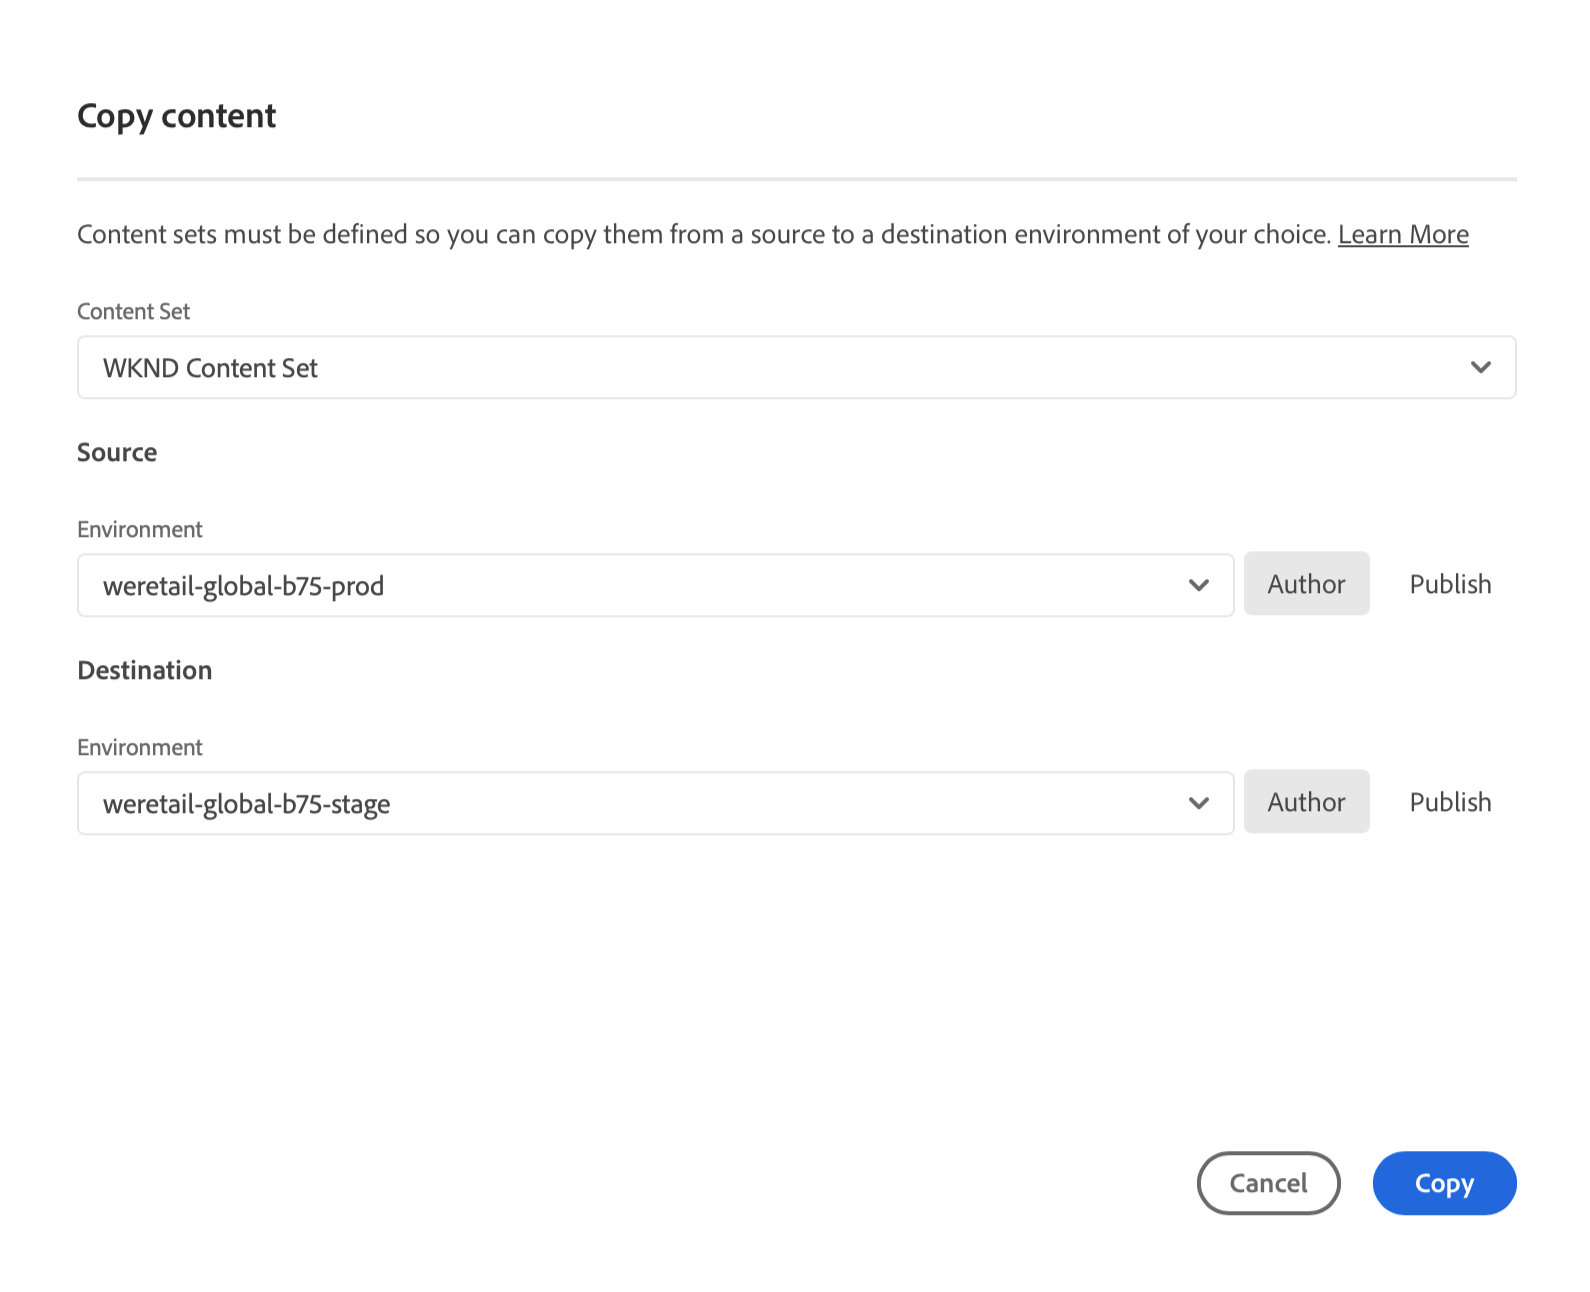 Copy content
Content sets must be defined so you can copy them from a source to a destination environment of your choice. Learn More
Content Set
WKND Content Set
Source
Environment
weretail-global-b75-prod
Author
Publish
Destination
Environment
weretail-global-b75-stage
Author
Publish
Cancel
Copy